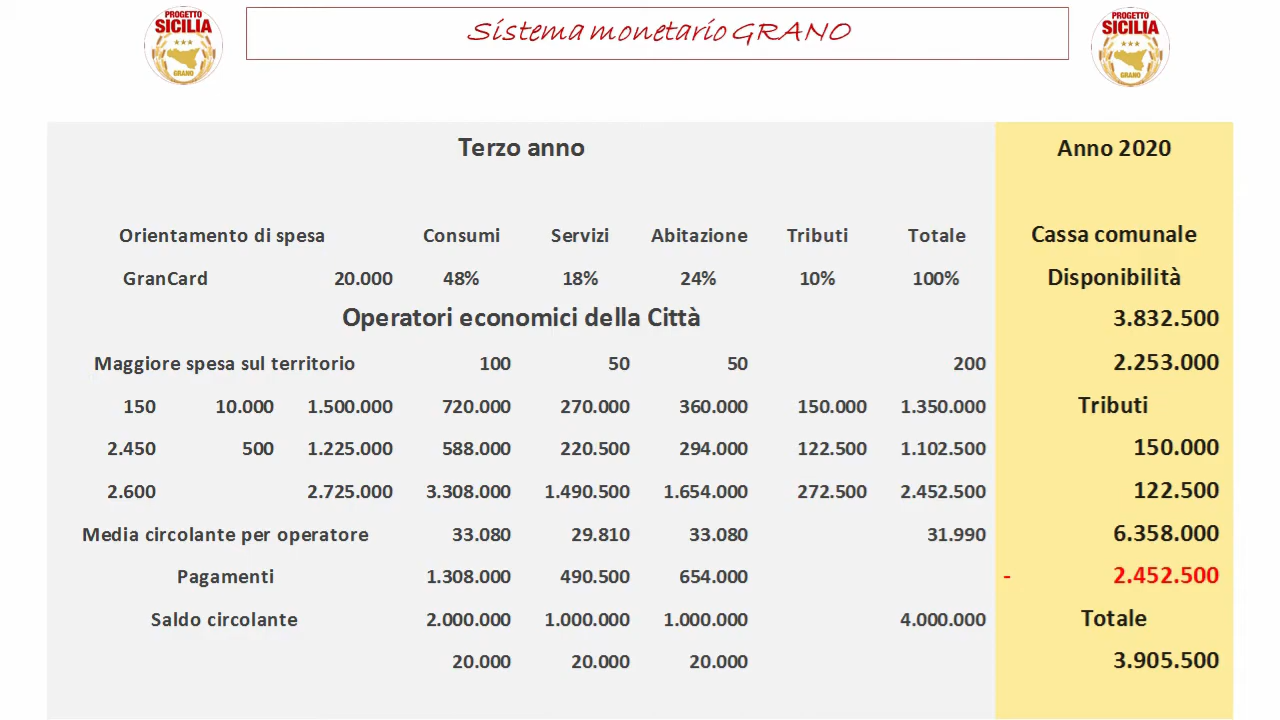 PROGETTO
SICILIA
GRANO
Sistema monetario GRANO
PROGETTO
SICILIA
GRANO
Terzo anno Anno 2020
Orientamento di spesa Consumi Servizi Abitazione Tributi Totale Cassa comunale
GranCard 20.000 48% 18% 24% 10% 100% Disponibilità
Operatori economici della Città 3.832.500
Maggiore spesa sul territorio 100 50 50 200 2.253.000
150 10.000 1.500.000 720.000 270.000 360.000 150.000 1.350.000 Tributi
2.450 500 1.225.000 588.000 220.500 294.000 122.500 1.102.500 150.000
2.600 2.725.000 3.308.000 1.490.500 1.654.000 272.500 2.452.500 122.500
Media circolante per operatore 33.080 29.810 33.080 31.990 6.358.000
Pagamenti 1.308.000 490.500 654.000 - 2.452.500
Saldo circolante 2.000.000 1.000.000 1.000.000 4.000.000 Totale
20.000 20.000 20.000 3.905.500